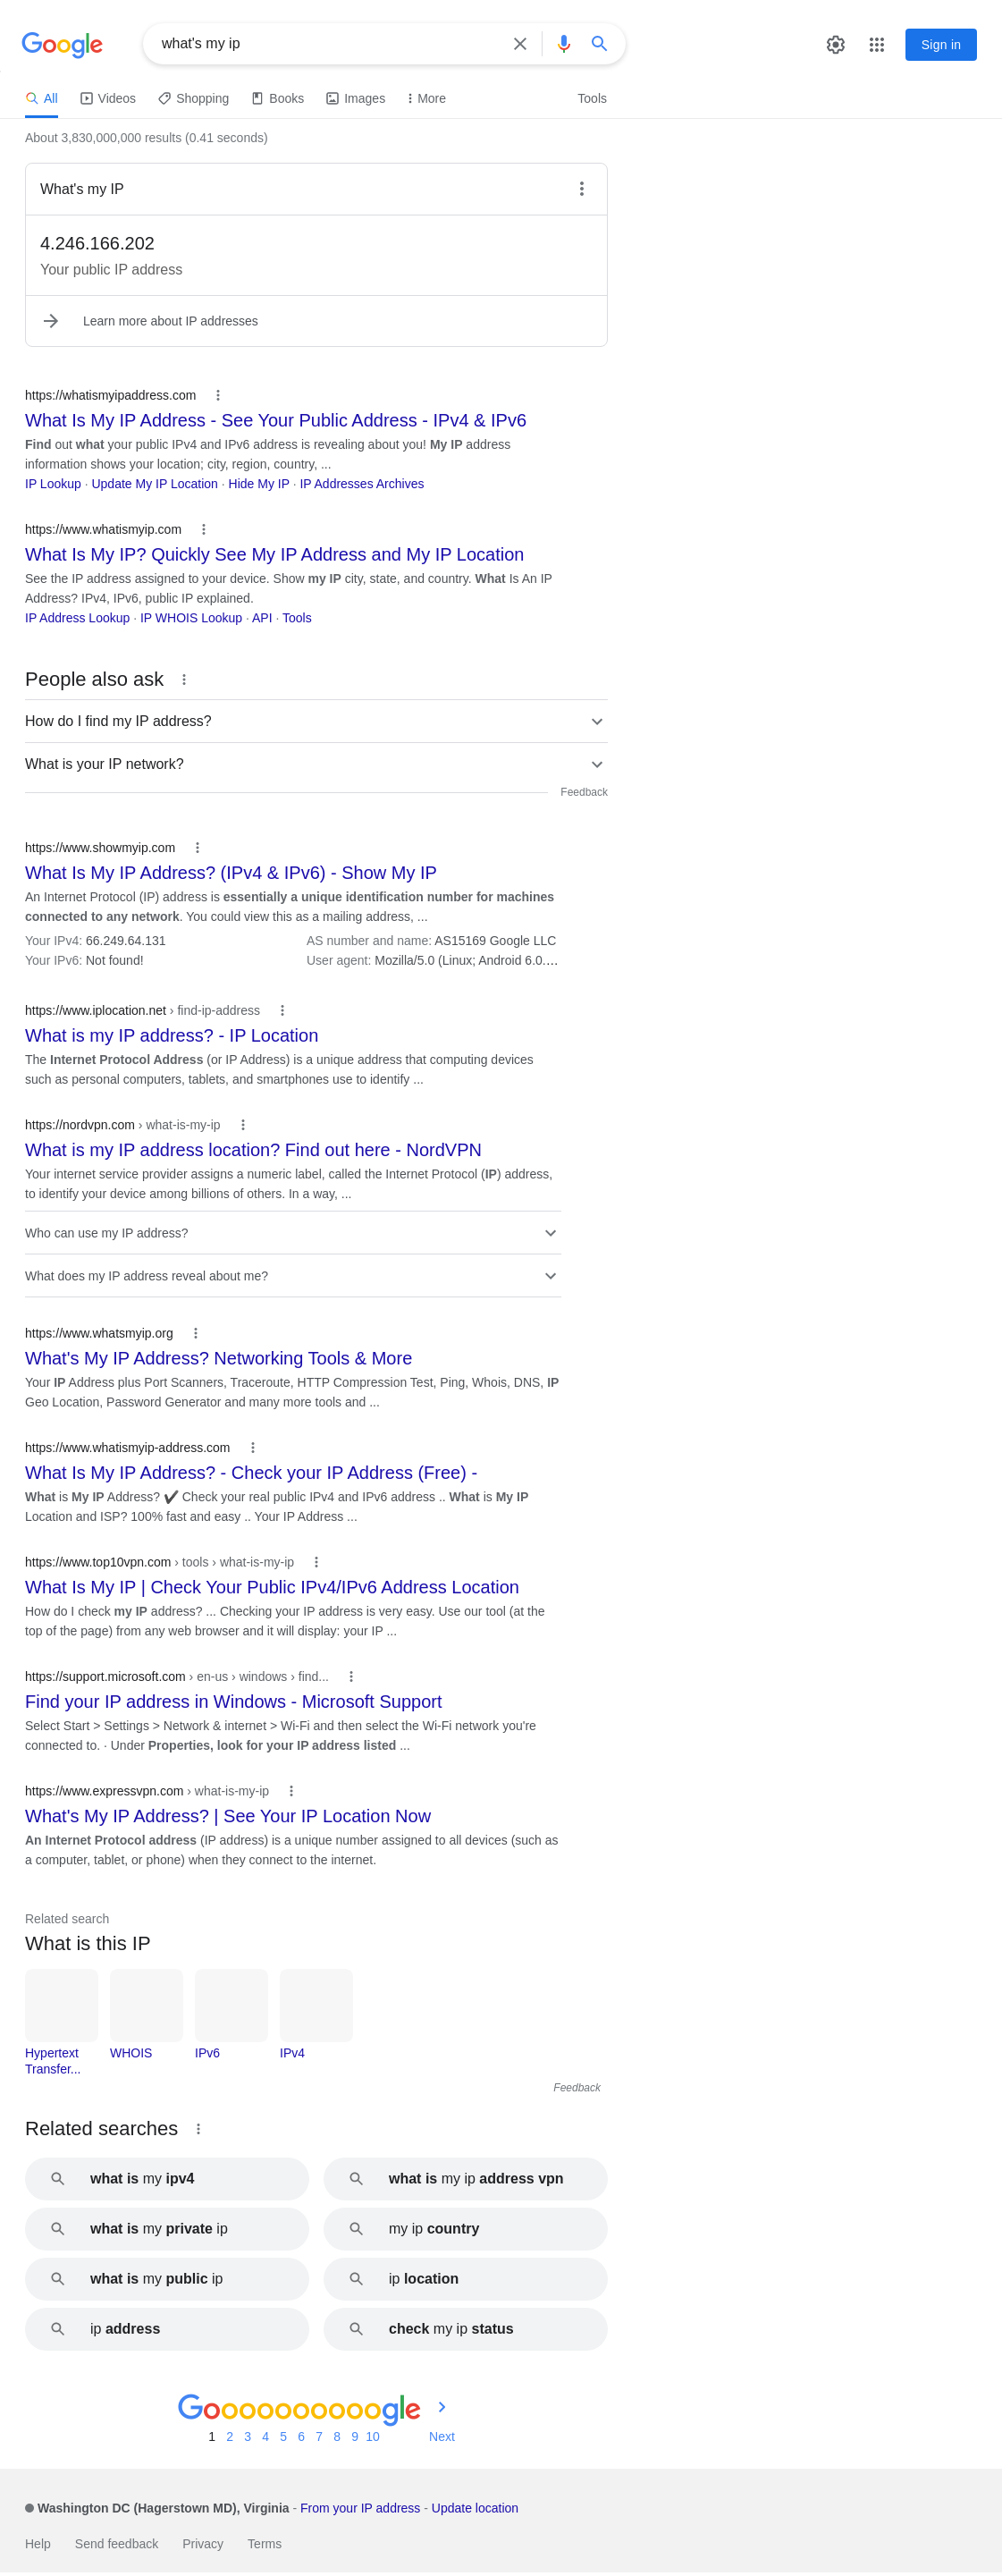 Google
what's my ip
Sign in
All
Videos
Shopping
Books
Images
More
Tools
About 3,830,000,000 results (0.41 seconds)
What's my IP
4.246.166.202
Your public IP address
Learn more about IP addresses
https://whatismyipaddress.com
What Is My IP Address - See Your Public Address - IPv4 & IPv6
Find out what your public IPv4 and IPv6 address is revealing about you! My IP address
information shows your location; city, region, country, ...
IP Lookup · Update My IP Location · Hide My IP · IP Addresses Archives
https://www.whatismyip.com
What Is My IP? Quickly See My IP Address and My IP Location
See the IP address assigned to your device. Show my IP city, state, and country. What Is An IP
Address? IPv4, IPv6, public IP explained.
IP Address Lookup · IP WHOIS Lookup · API · Tools
People also ask
How do I find my IP address?
What is your IP network?
Feedback
https://www.showmyip.com
What Is My IP Address? (IPv4 & IPv6) - Show My IP
An Internet Protocol (IP) address is essentially a unique identification number for machines
connected to any network. You could view this as a mailing address, ...
Your IPv4: 66.249.64.131
AS number and name: AS15169 Google LLC
Your IPv6: Not found!
User agent: Mozilla/5.0 (Linux; Android 6.0....
https://www.iplocation.net › find-ip-address
What is my IP address? - IP Location
The Internet Protocol Address (or IP Address) is a unique address that computing devices
such as personal computers, tablets, and smartphones use to identify ...
https://nordvpn.com › what-is-my-ip
What is my IP address location? Find out here - NordVPN
Your internet service provider assigns a numeric label, called the Internet Protocol (IP) address,
to identify your device among billions of others. In a way, ...
Who can use my IP address?
What does my IP address reveal about me?
https://www.whatsmyip.org
What's My IP Address? Networking Tools & More
Your IP Address plus Port Scanners, Traceroute, HTTP Compression Test, Ping, Whois, DNS, IP
Geo Location, Password Generator and many more tools and ...
https://www.whatismyip-address.com
What Is My IP Address? - Check your IP Address (Free) -
What is My IP Address? ✔ Check your real public IPv4 and IPv6 address .. What is My IP
Location and ISP? 100% fast and easy .. Your IP Address ...
https://www.top10vpn.com › tools › what-is-my-ip
What Is My IP | Check Your Public IPv4/IPv6 Address Location
How do I check my IP address? ... Checking your IP address is very easy. Use our tool (at the
top of the page) from any web browser and it will display: your IP ...
https://support.microsoft.com › en-us › windows › find...
Find your IP address in Windows - Microsoft Support
Select Start > Settings > Network & internet > Wi-Fi and then select the Wi-Fi network you're
connected to. · Under Properties, look for your IP address listed ...
https://www.expressvpn.com › what-is-my-ip
What's My IP Address? | See Your IP Location Now
An Internet Protocol address (IP address) is a unique number assigned to all devices (such as
a computer, tablet, or phone) when they connect to the internet.
Related search
What is this IP
Hypertext
Transfer...
WHOIS
IPv6
IPv4
Feedback
Related searches
what is my ipv4
what is my ip address vpn
what is my private ip
my ip country
what is my public ip
ip location
ip address
check my ip status
Goooooooooogle
1 2 3 4 5 6 7 8 9 10 Next
Washington DC (Hagerstown MD), Virginia - From your IP address - Update location
Help Send feedback Privacy Terms